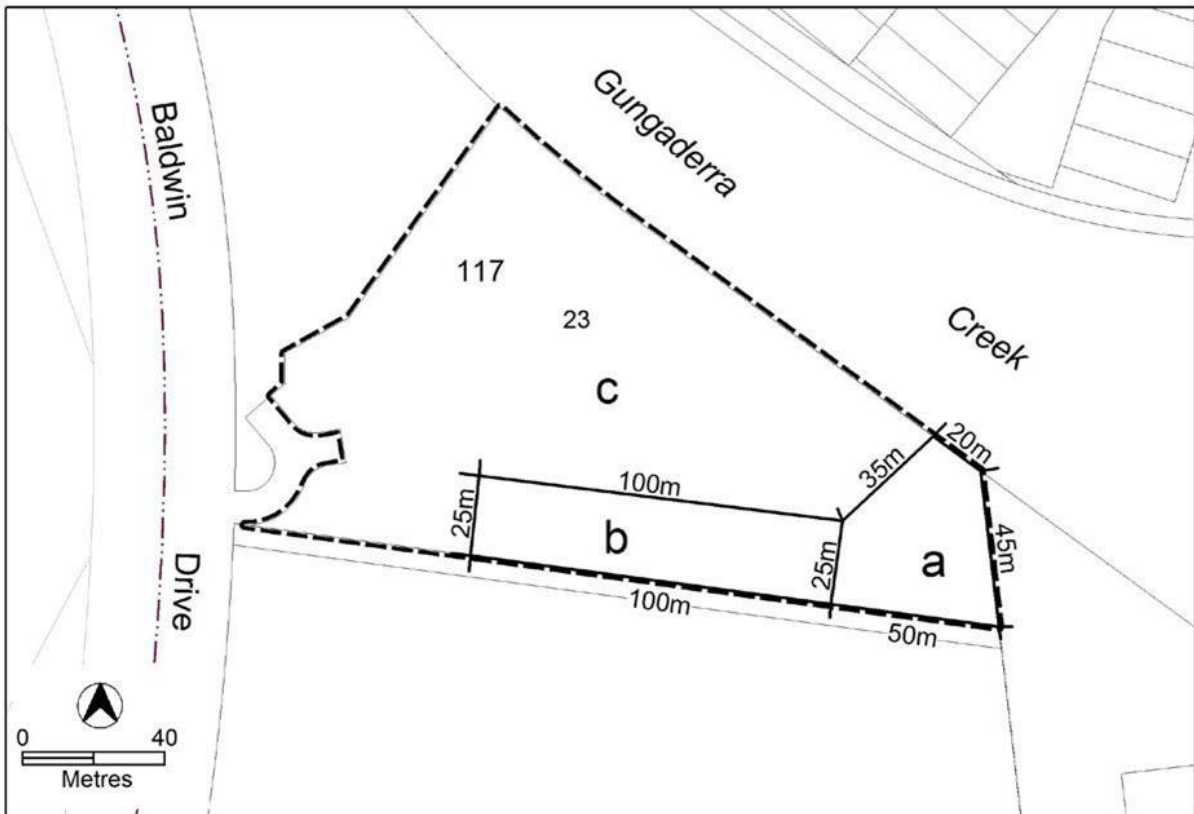 Baldwin
Drive
Gungaderra
Creek
117
23
c
20m
35m
100m
25m
b
25m
a
45m
100m
50m
0 40
Metres